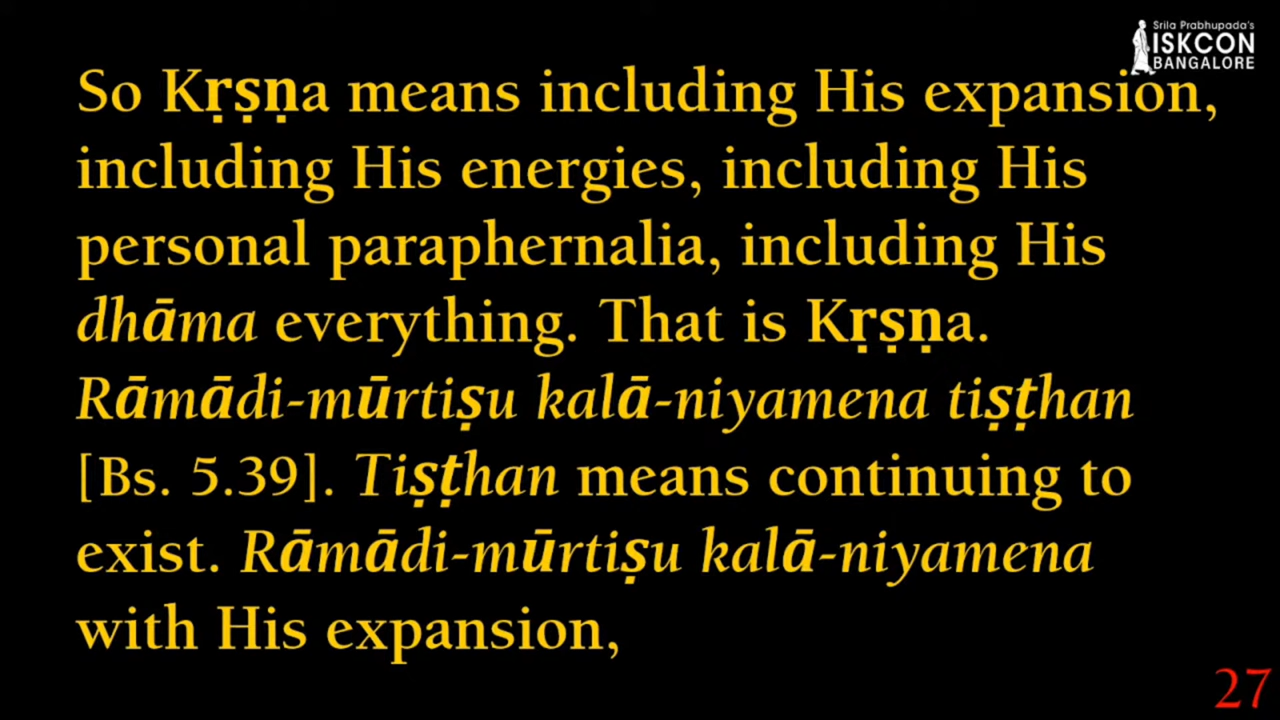 Srila Prabhupada's
ISKCON
BANGALORE
So Kṛṣṇa means including His expansion,
including His energies, including His
personal paraphernalia, including His
dhāma everything. That is Kṛṣṇa.
Rāmādi-mūrtiṣu kalā-niyamena tiṣṭhan
[Bs. 5.39]. Tiṣṭhan means continuing to
exist. Rāmādi-mūrtiṣu kalā-niyamena
with His expansion,
27